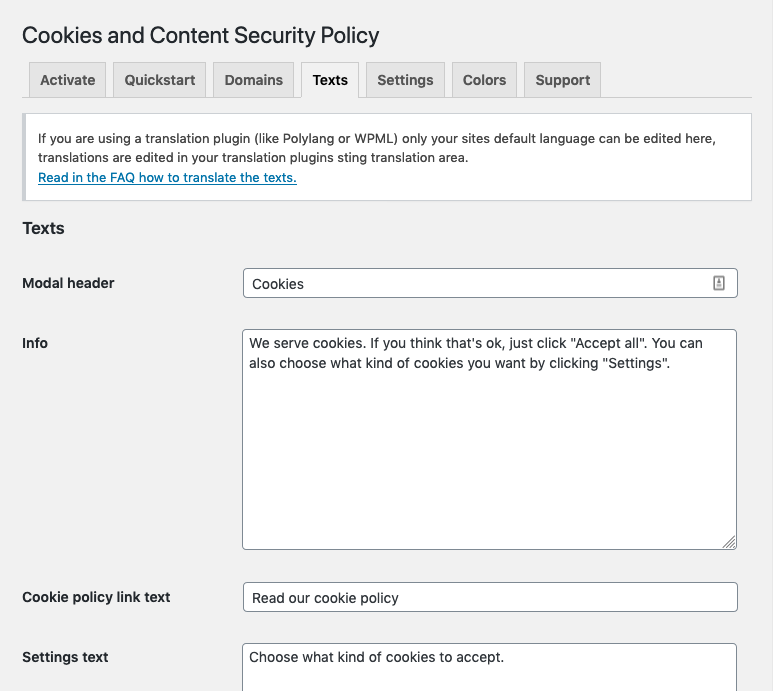 Cookies and Content Security Policy
Activate Quickstart Domains Texts Settings Colors Support
If you are using a translation plugin (like Polylang or WPML) only your sites default language can be edited here,
translations are edited in your translation plugins sting translation area.
Read in the FAQ how to translate the texts.
Texts
Modal header Cookies
Info We serve cookies. If you think that's ok, just click "Accept all". You can
also choose what kind of cookies you want by clicking "Settings".
Cookie policy link text Read our cookie policy
Settings text Choose what kind of cookies to accept.